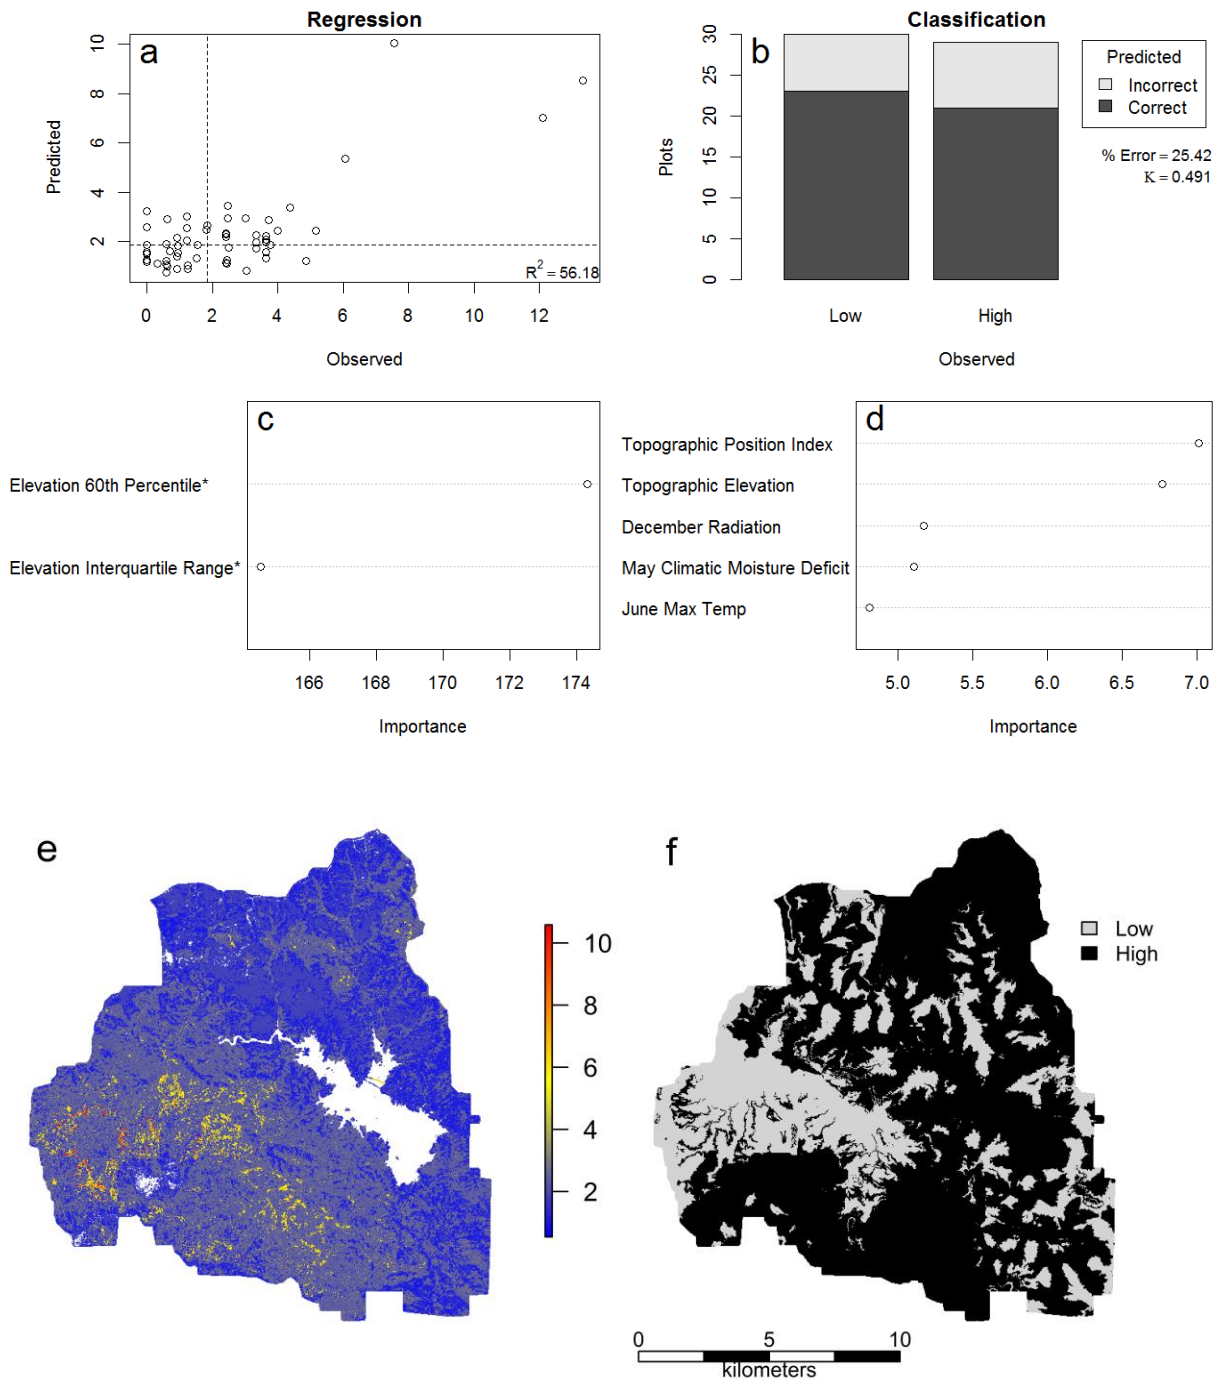 Regression
a
10
8
6
4
2
Predicted
R² = 56.18
0 2 4 6 8 10 12
Observed
Classification
b
30
25
20
15
10
5
0
Plots
Predicted
Incorrect
Correct
% Error = 25.42
K = 0.491
Low High
Observed
c
Elevation 60th Percentile*
Elevation Interquartile Range*
166 168 170 172 174
Importance
d
Topographic Position Index
Topographic Elevation
December Radiation
May Climatic Moisture Deficit
June Max Temp
5.0 5.5 6.0 6.5 7.0
Importance
e
10
8
6
4
2
f
Low
High
0 5 10
kilometers